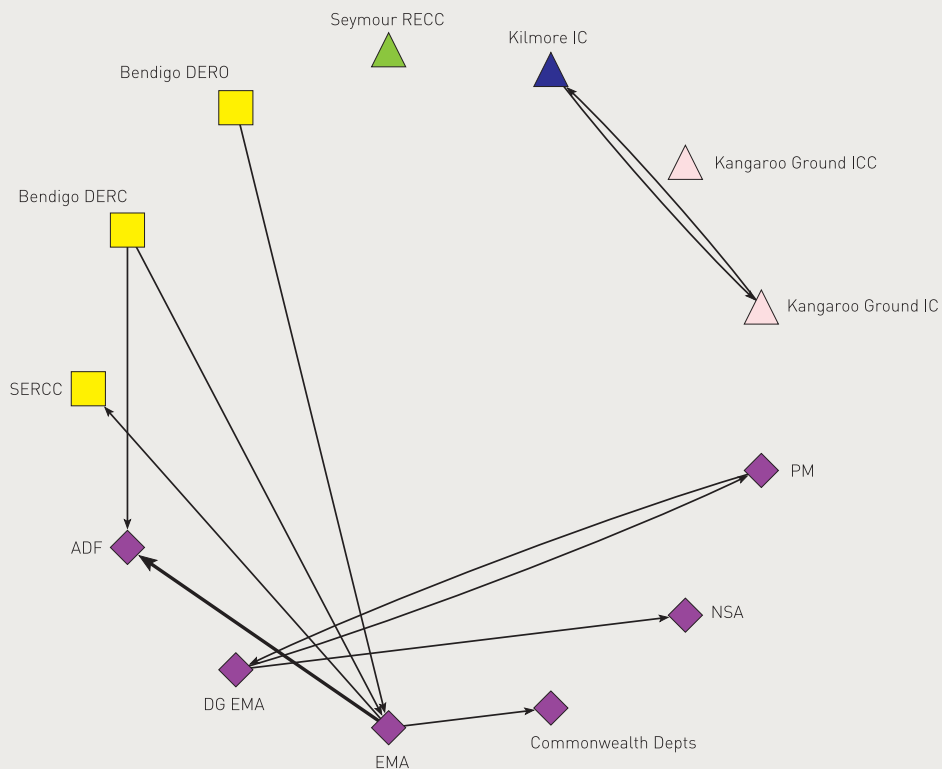 Seymour RECC
Kilmore IC
Bendigo DERO
Kangaroo Ground ICC
Bendigo DERC
Kangaroo Ground IC
SERCC
PM
ADF
NSA
DG EMA
Commonwealth Depts
EMA